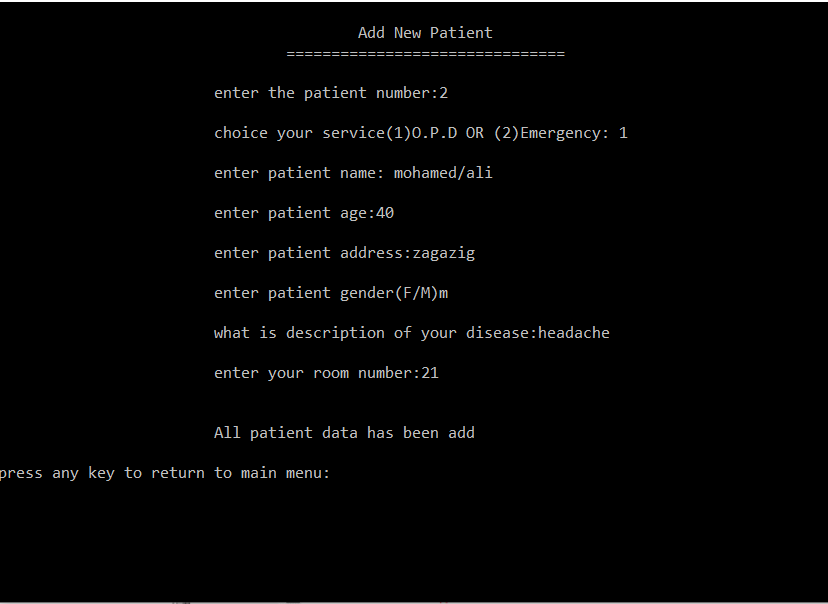 Add New Patient
===============================
enter the patient number:2
choice your service(1)O.P.D OR (2)Emergency: 1
enter patient name: mohamed/ali
enter patient age:40
enter patient address:zagazig
enter patient gender(F/M)m
what is description of your disease:headache
enter your room number:21
All patient data has been add
press any key to return to main menu: